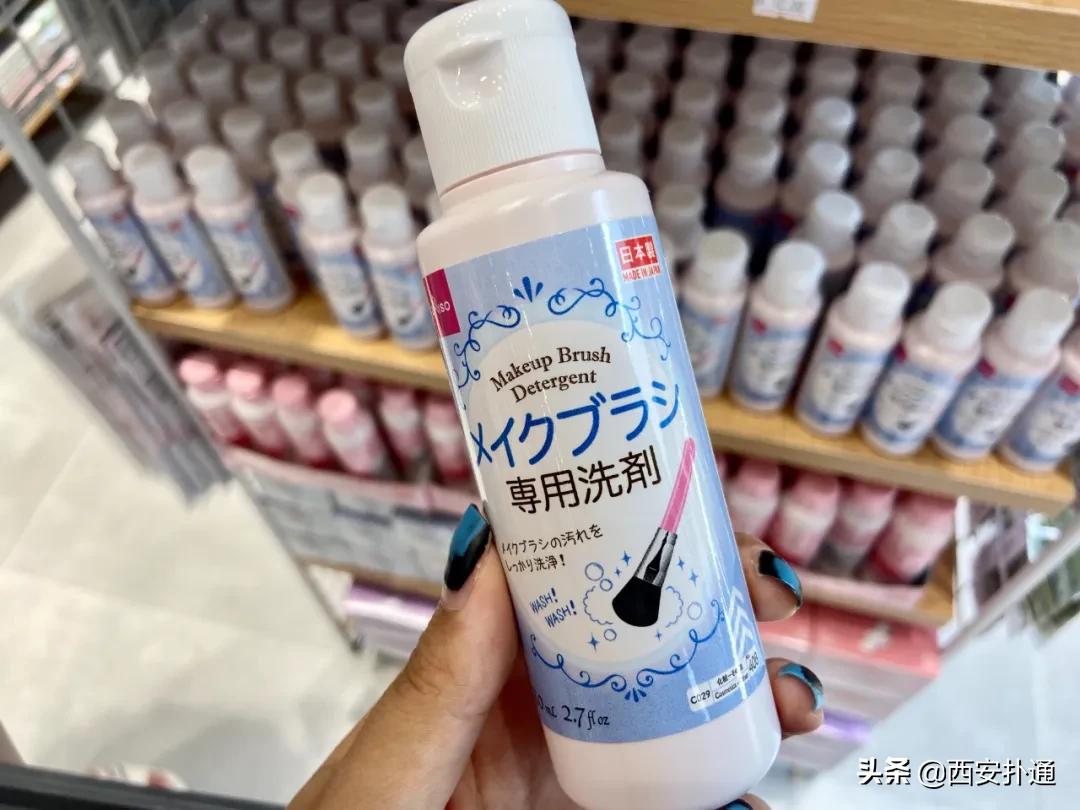 日本製
MADE IN JAPAN
Makeup Brush
Detergent
メイクブラシ
専用洗剤
メイクブラシの汚れを
しっかり洗浄!
WASH!
WASH!
2.7 fl oz
C029
408
头条 @西安扑通